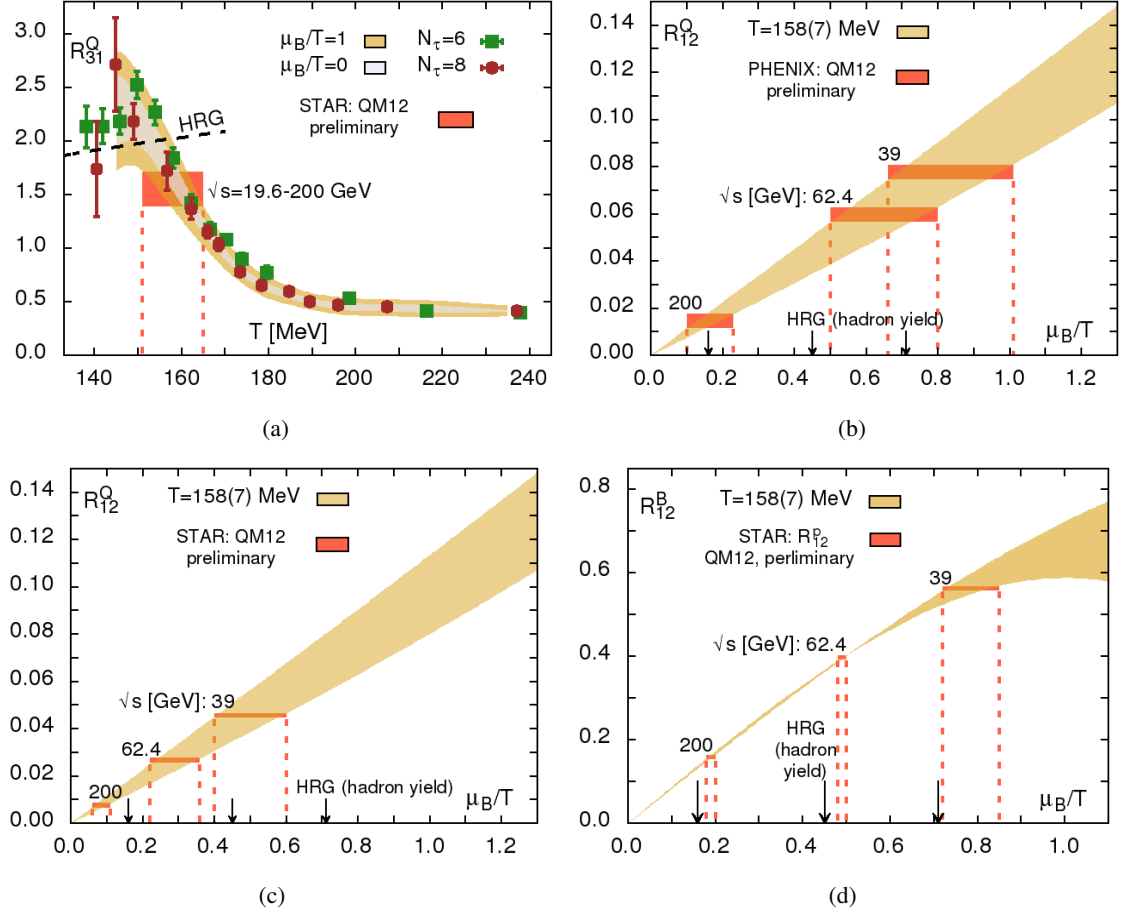 3.0
2.5
2.0
1.5
1.0
0.5
0.0
R31^Q
μB/T=1
μB/T=0
Nτ=6
Nτ=8
STAR: QM12
preliminary
HRG
√s=19.6-200 GeV
T [MeV]
140 160 180 200 220 240
(a)
0.14
0.12
0.10
0.08
0.06
0.04
0.02
0.00
R12^Q
T=158(7) MeV
PHENIX: QM12
preliminary
39
√s [GeV]: 62.4
200
HRG (hadron yield)
μB/T
0.0 0.2 0.4 0.6 0.8 1.0 1.2
(b)
0.14
0.12
0.10
0.08
0.06
0.04
0.02
0.00
R12^Q
T=158(7) MeV
STAR: QM12
preliminary
√s [GeV]: 39
62.4
200
HRG (hadron yield)
μB/T
0.0 0.2 0.4 0.6 0.8 1.0 1.2
(c)
0.8
0.6
0.4
0.2
0.0
R12^B
T=158(7) MeV
STAR: R12^p
QM12, perliminary
39
√s [GeV]: 62.4
200
HRG
(hadron
yield)
μB/T
0.0 0.2 0.4 0.6 0.8 1.0
(d)